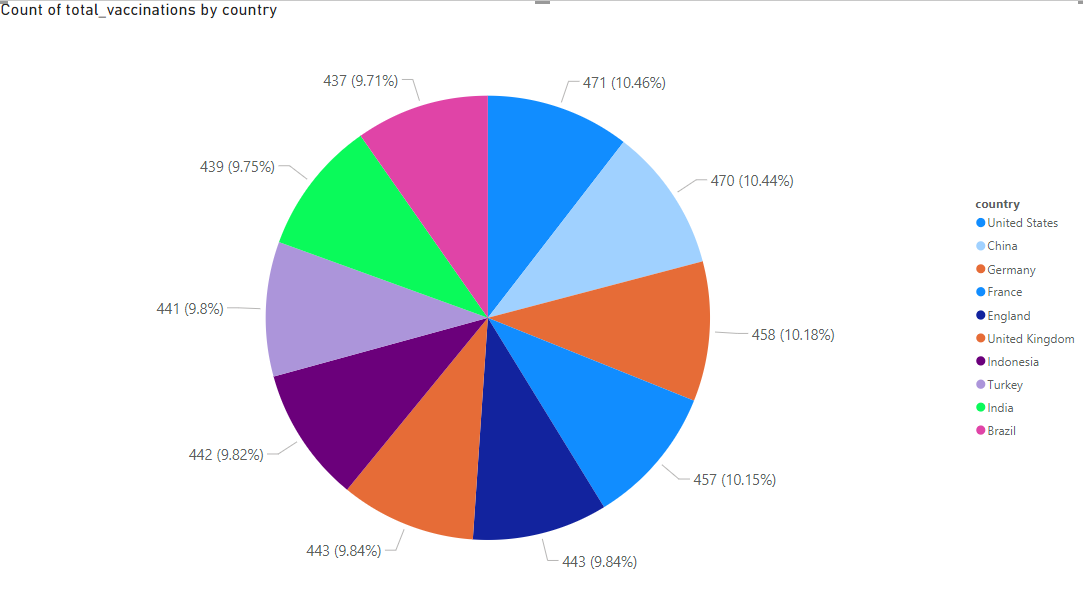 Count of total_vaccinations by country
437 (9.71%)
471 (10.46%)
439 (9.75%)
470 (10.44%)
441 (9.8%)
458 (10.18%)
442 (9.82%)
457 (10.15%)
443 (9.84%)
443 (9.84%)
country
United States
China
Germany
France
England
United Kingdom
Indonesia
Turkey
India
Brazil